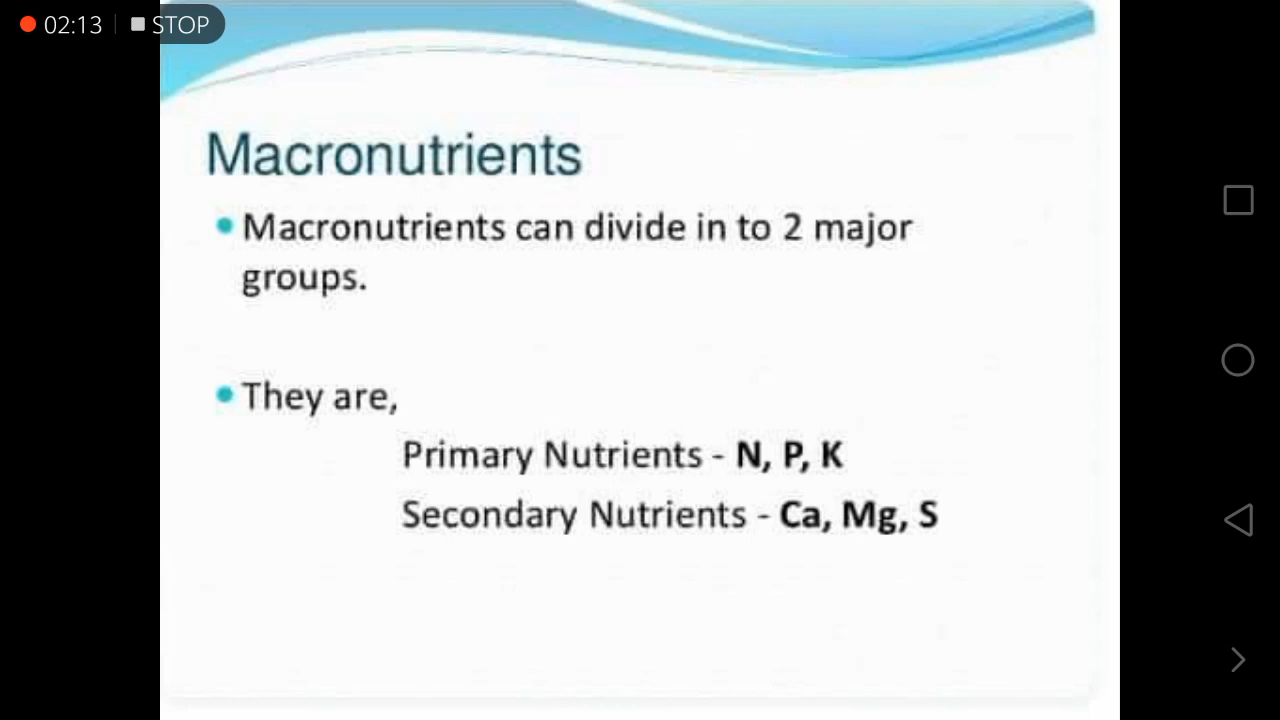 02:13 STOP
Macronutrients
Macronutrients can divide in to 2 major
groups.
They are,
Primary Nutrients - N, P, K
Secondary Nutrients - Ca, Mg, S